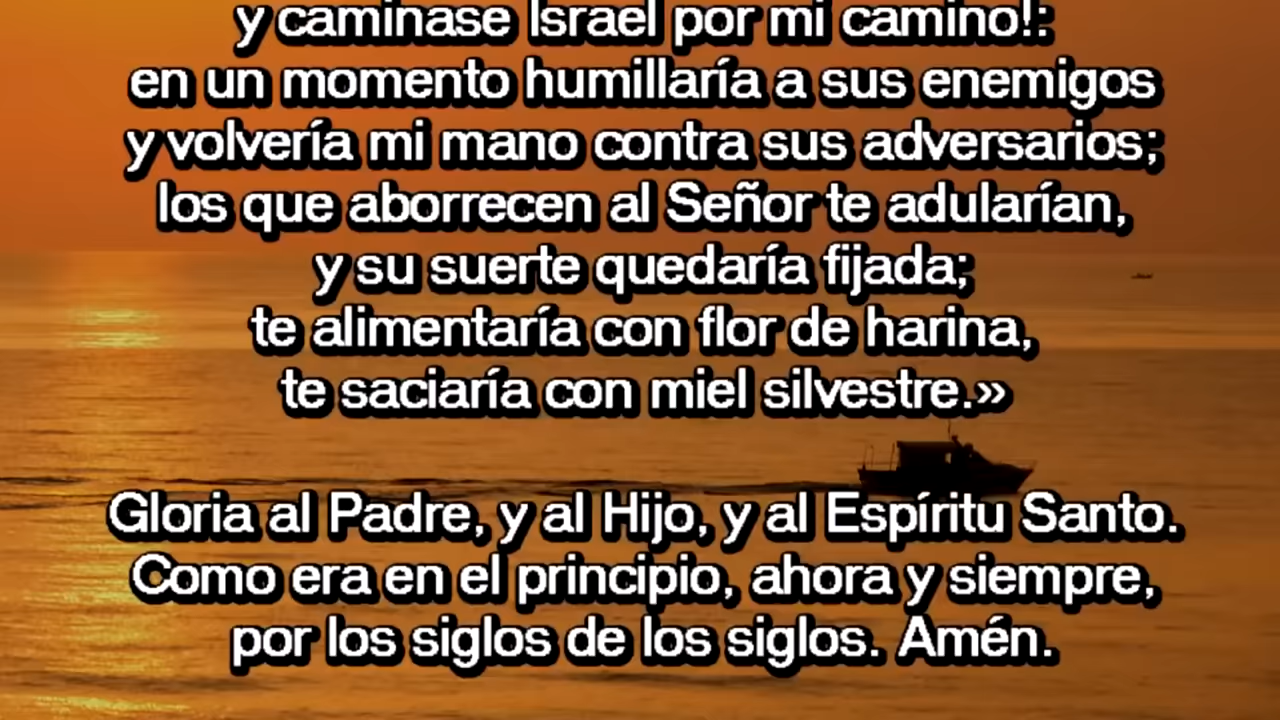 y caminase Israel por mi camino!:
en un momento humillaría a sus enemigos
y volvería mi mano contra sus adversarios;
los que aborrecen al Señor te adularían,
y su suerte quedaría fijada;
te alimentaría con flor de harina,
te saciaría con miel silvestre.»
Gloria al Padre, y al Hijo, y al Espíritu Santo.
Como era en el principio, ahora y siempre,
por los siglos de los siglos. Amén.